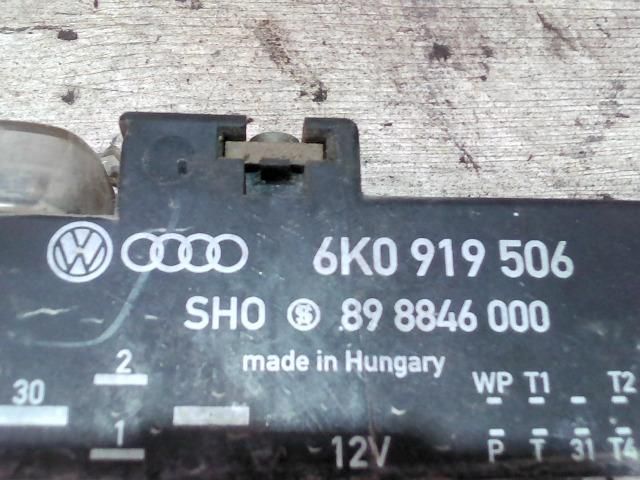 6K0 919 506
SHO 89 8846 000
made in Hungary
30 2 WP T1 T2
1 12V P T 31 T4